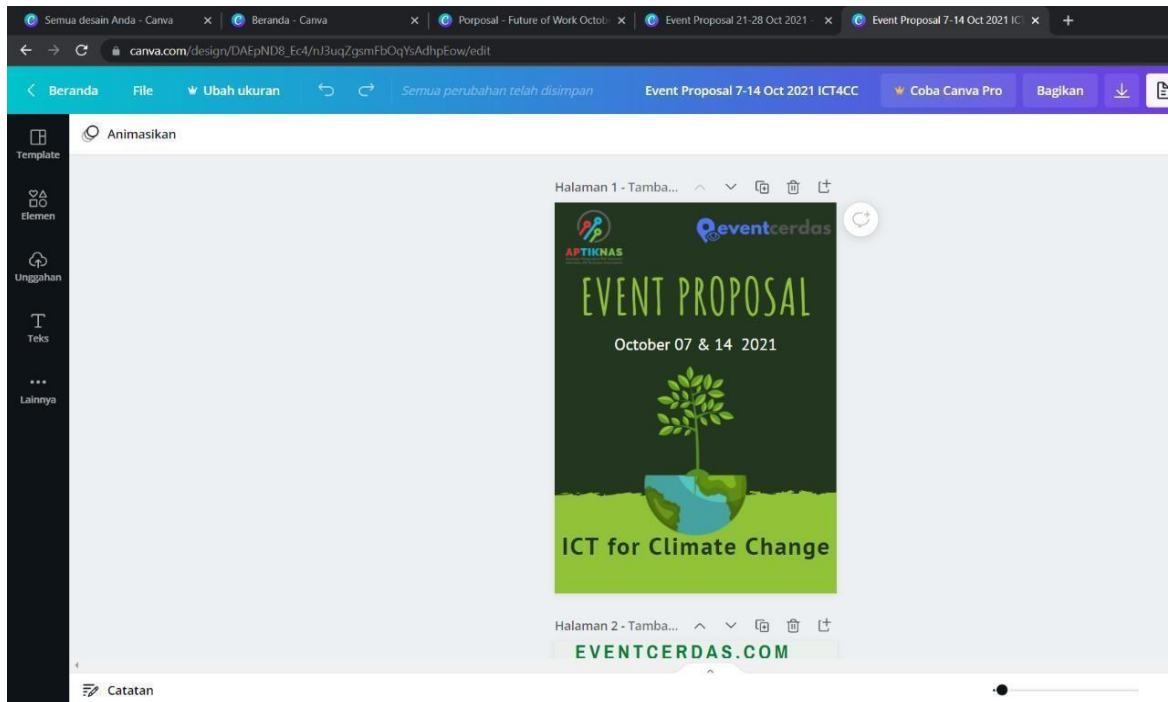 Semua desain Anda - Canva
Beranda - Canva
Porposal - Future of Work Octob
Event Proposal 21-28 Oct 2021 -
Event Proposal 7-14 Oct 2021 IC
canva.com/design/DAEpND8_Ec4/nJ3uqZgsmFbOqYsAdhpEow/edit
Beranda File Ubah ukuran Semua perubahan telah disimpan Event Proposal 7-14 Oct 2021 ICT4CC Coba Canva Pro Bagikan
Animasikan
Template
Elemen
Unggahan
Teks
Lainnya
Halaman 1 - Tamba...
APTIKNAS
eventcerdas
EVENT PROPOSAL
October 07 & 14 2021
ICT for Climate Change
Halaman 2 - Tamba...
EVENTCERDAS.COM
Catatan